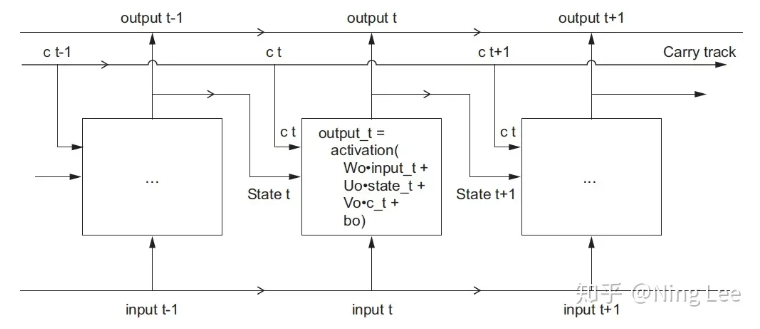 output t-1
output t
output t+1
c t-1
c t
c t+1
Carry track
c t
c t
output_t =
activation(
Wo•input_t +
Uo•state_t +
Vo•c_t +
bo)
...
...
State t
State t+1
input t-1
input t
input t+1
知乎 @Ning Lee